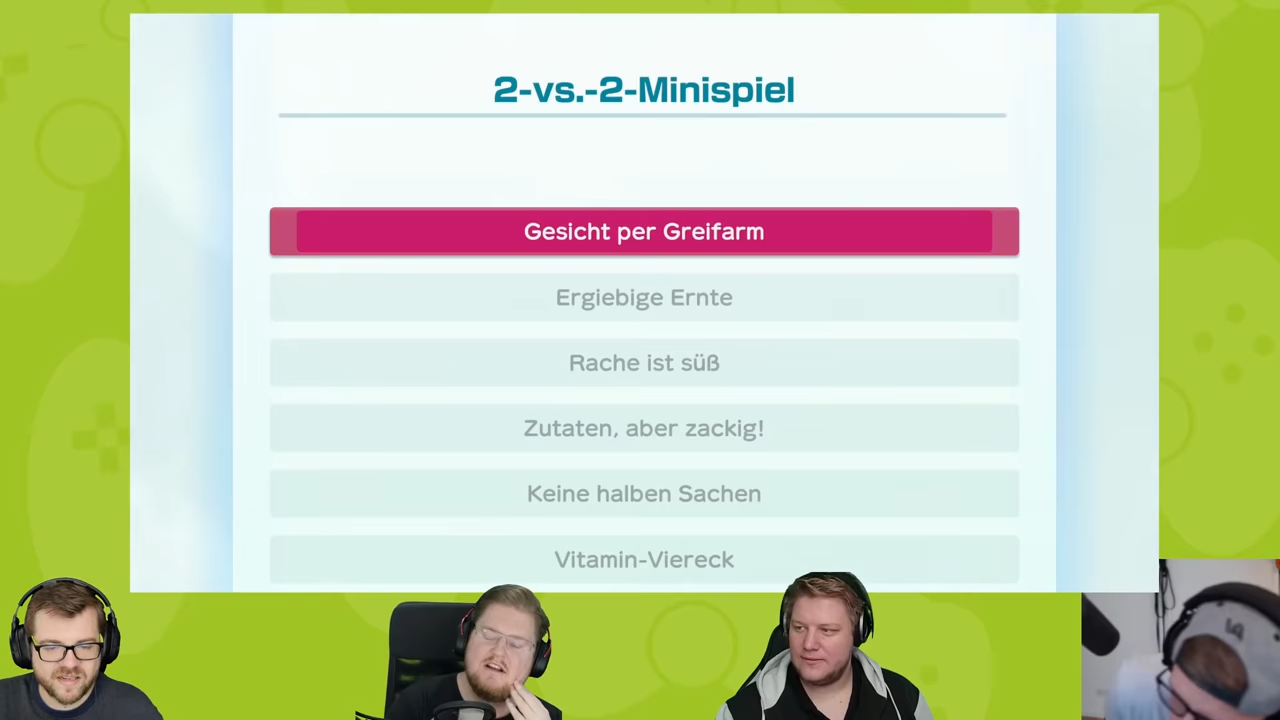 2-vs.-2-Minispiel
Gesicht per Greifarm
Ergiebige Ernte
Rache ist süß
Zutaten, aber zackig!
Keine halben Sachen
Vitamin-Viereck
LA